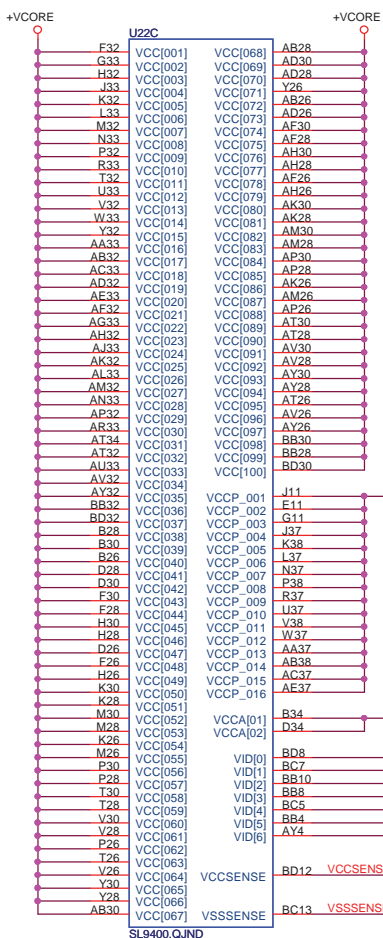 +VCORE +VCORE
U22C
F32 VCC[001] VCC[068] AB28
G33 VCC[002] VCC[069] AD30
H32 VCC[003] VCC[070] AD28
J33 VCC[004] VCC[071] Y26
K32 VCC[005] VCC[072] AB26
L33 VCC[006] VCC[073] AD26
M32 VCC[007] VCC[074] AF30
N33 VCC[008] VCC[075] AF28
P32 VCC[009] VCC[076] AH30
R33 VCC[010] VCC[077] AH28
T32 VCC[011] VCC[078] AF26
U33 VCC[012] VCC[079] AH26
V32 VCC[013] VCC[080] AK30
W33 VCC[014] VCC[081] AK28
Y32 VCC[015] VCC[082] AM30
AA33 VCC[016] VCC[083] AM28
AB32 VCC[017] VCC[084] AP30
AC33 VCC[018] VCC[085] AP28
AD32 VCC[019] VCC[086] AK26
AE33 VCC[020] VCC[087] AM26
AF32 VCC[021] VCC[088] AP26
AG33 VCC[022] VCC[089] AT30
AH32 VCC[023] VCC[090] AT28
AJ33 VCC[024] VCC[091] AV30
AK32 VCC[025] VCC[092] AV28
AL33 VCC[026] VCC[093] AY30
AM32 VCC[027] VCC[094] AY28
AN33 VCC[028] VCC[095] AT26
AP32 VCC[029] VCC[096] AV26
AR33 VCC[030] VCC[097] AY26
AT34 VCC[031] VCC[098] BB30
AT32 VCC[032] VCC[099] BB28
AU33 VCC[033] VCC[100] BD30
AV32 VCC[034]
AY32 VCC[035] VCCP_001 J11
BB32 VCC[036] VCCP_002 E11
BD32 VCC[037] VCCP_003 G11
B28 VCC[038] VCCP_004 J37
B30 VCC[039] VCCP_005 K38
B26 VCC[040] VCCP_006 L37
D28 VCC[041] VCCP_007 N37
D30 VCC[042] VCCP_008 P38
F30 VCC[043] VCCP_009 R37
F28 VCC[044] VCCP_010 U37
H30 VCC[045] VCCP_011 V38
H28 VCC[046] VCCP_012 W37
D26 VCC[047] VCCP_013 AA37
F26 VCC[048] VCCP_014 AB38
H26 VCC[049] VCCP_015 AC37
K30 VCC[050] VCCP_016 AE37
K28 VCC[051]
M30 VCC[052] VCCA[01] B34
M28 VCC[053] VCCA[02] D34
K26 VCC[054]
M26 VCC[055] VID[0] BD8
P30 VCC[056] VID[1] BC7
P28 VCC[057] VID[2] BB10
T30 VCC[058] VID[3] BB8
T28 VCC[059] VID[4] BC5
V30 VCC[060] VID[5] BB4
V28 VCC[061] VID[6] AY4
P26 VCC[062]
T26 VCC[063]
V26 VCC[064] VCCSENSE BD12 VCCSENS
Y30 VCC[065]
Y28 VCC[066]
AB30 VCC[067] VSSSENSE BC13 VSSSENS
SL9400.QJND